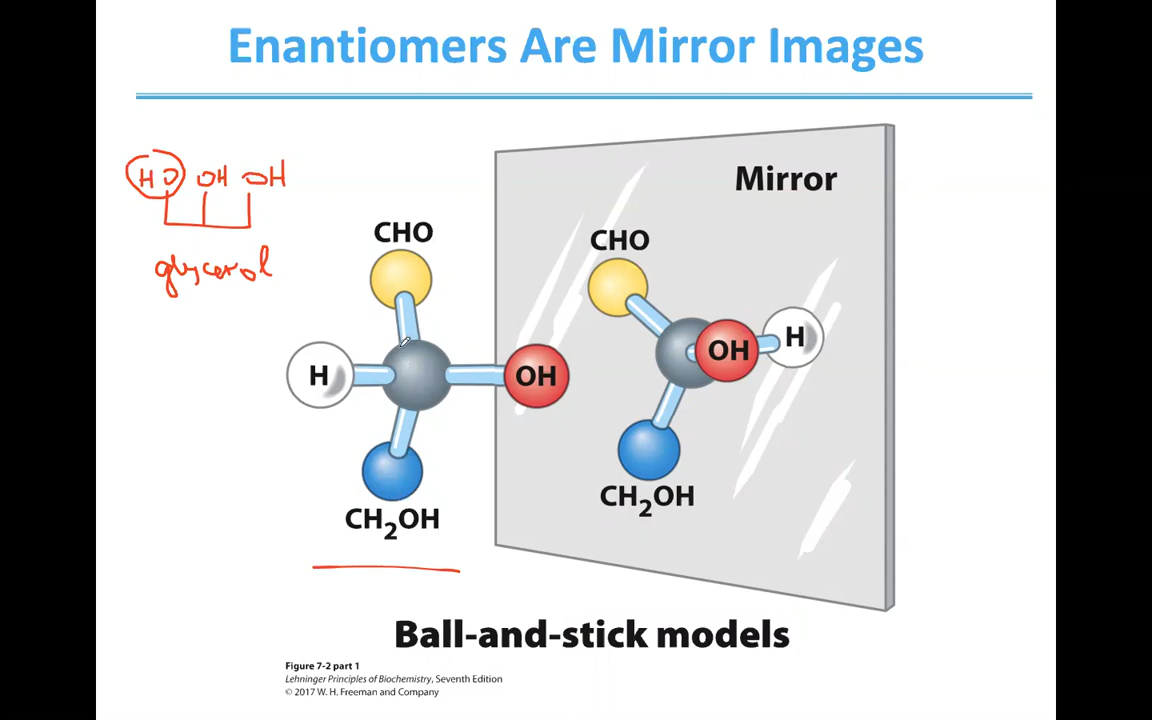 Enantiomers Are Mirror Images
HO OH OH
glycerol
Mirror
CHO
CHO
H
OH
OH
H
CH2OH
CH2OH
Ball-and-stick models
Figure 7-2 part 1
Lehninger Principles of Biochemistry, Seventh Edition
© 2017 W. H. Freeman and Company